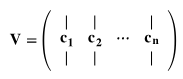 | | |
V = ( c₁ c₂ ⋯ cₙ )
| | |